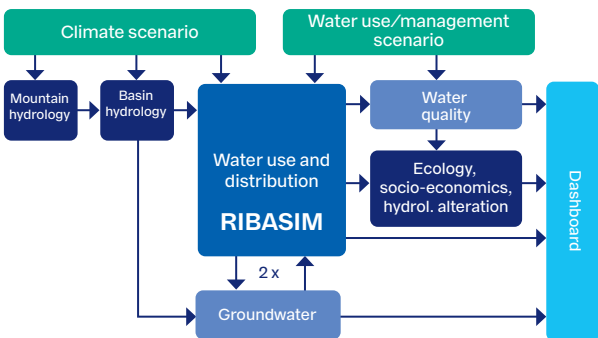 Climate scenario
Water use/management
scenario
Mountain
hydrology
Basin
hydrology
Water use and
distribution
RIBASIM
Water
quality
Ecology,
socio-economics,
hydrol. alteration
Dashboard
2 x
Groundwater